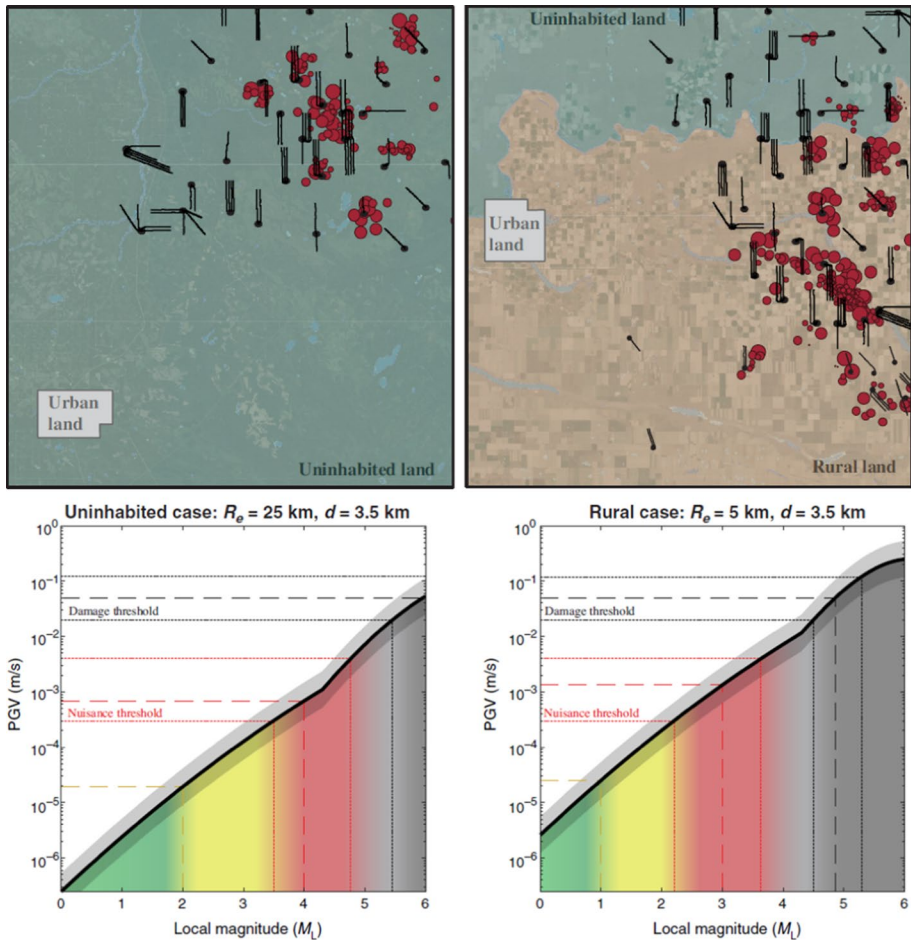 Uninhabited land
Urban
land
Urban
land
Uninhabited land
Rural land
Uninhabited case: Rₑ = 25 km, d = 3.5 km
Rural case: Rₑ = 5 km, d = 3.5 km
10⁰
10⁻¹
10⁻²
10⁻³
10⁻⁴
10⁻⁵
10⁻⁶
PGV (m/s)
Damage threshold
Nuisance threshold
0 1 2 3 4 5 6
Local magnitude (M_L)
10⁰
10⁻¹
10⁻²
10⁻³
10⁻⁴
10⁻⁵
10⁻⁶
PGV (m/s)
Damage threshold
Nuisance threshold
0 1 2 3 4 5 6
Local magnitude (M_L)